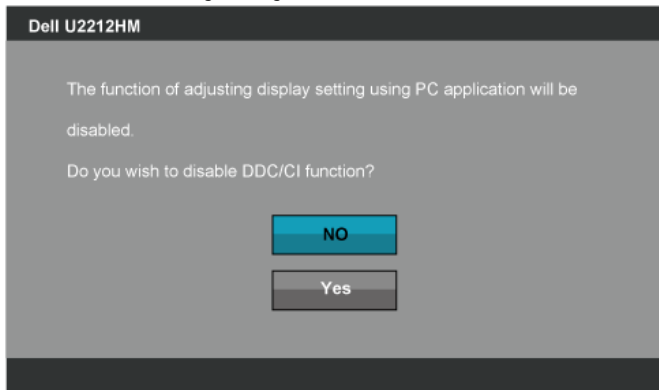 Dell U2212HM
The function of adjusting display setting using PC application will be
disabled.
Do you wish to disable DDC/CI function?
NO
Yes